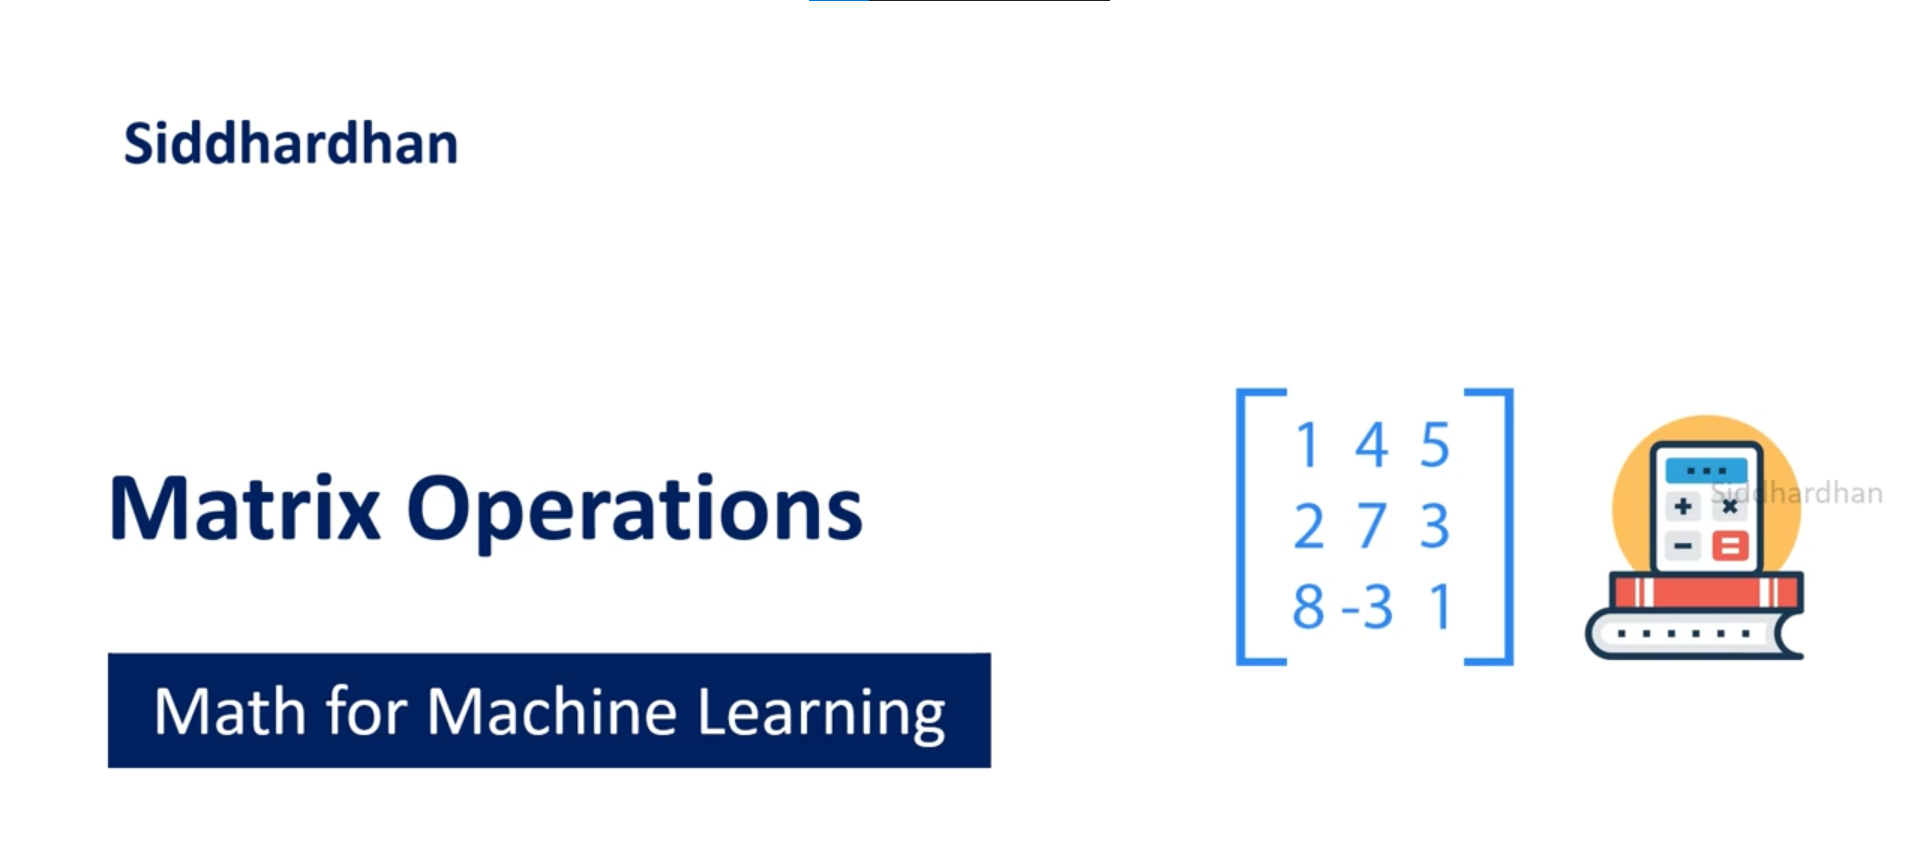 Siddhardhan
Matrix Operations
Math for Machine Learning
1 4 5
2 7 3
8 -3 1
Siddhardhan